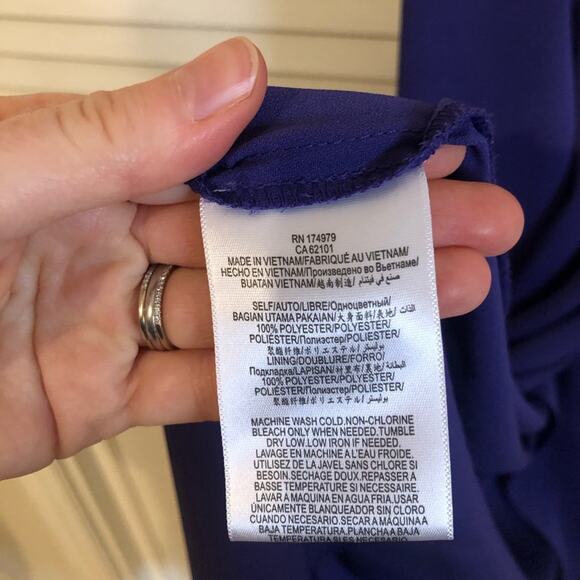 RN 174979
CA 62101
MADE IN VIETNAM/FABRIQUÉ AU VIETNAM/
HECHO EN VIETNAM/Произведено во Вьетнаме/
BUATAN VIETNAM/越南制造/ صنع في فيتنام
SELF/AUTO/LIBRE/Одноцветный/
BAGIAN UTAMA PAKAIAN/大身面料/表地/ الذات
100% POLYESTER/POLYESTER/
POLIÉSTER/Полиэстер/POLIESTER/
聚酯纤维/ポリエステル/ بوليستر
LINING/DOUBLURE/FORRO/
Подкладка/LAPISAN/材里布/裏地/ البطانة
100% POLYESTER/POLYESTER/
POLIÉSTER/Полиэстер/POLIESTER/
聚酯纤维/ポリエステル/ بوليستر
MACHINE WASH COLD.NON-CHLORINE
BLEACH ONLY WHEN NEEDED.TUMBLE
DRY LOW.LOW IRON IF NEEDED.
LAVAGE EN MACHINE À L'EAU FROIDE.
UTILISEZ DE LA JAVEL SANS CHLORE SI
BESOIN.SECHAGE DOUX.REPASSER A
BASSE TEMPERATURE SI NECESSAIRE.
LAVAR A MAQUINA EN AGUA FRIA.USAR
ÚNICAMENTE BLANQUEADOR SIN CLORO
CUANDO NECESARIO.SECAR A MAQUINA A
BAJA TEMPERATURA.PLANCHA A BAJA
TEMPERATURA CUANDO NECESARIO.